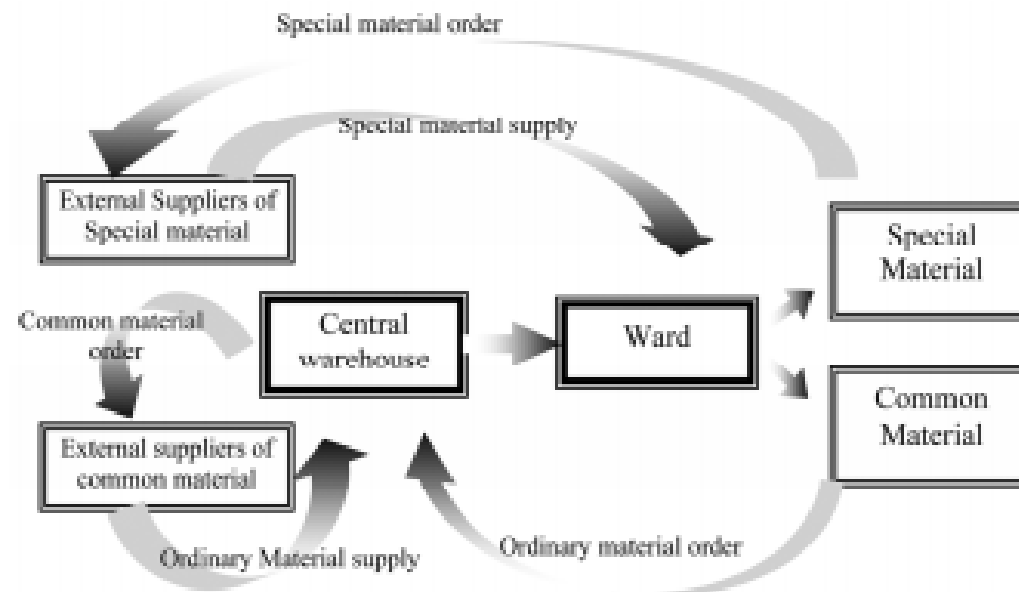 Special material order
Special material supply
External Suppliers of
Special material
Special
Material
Common material
order
Central
warehouse
Ward
Common
Material
External suppliers of
common material
Ordinary Material supply
Ordinary material order